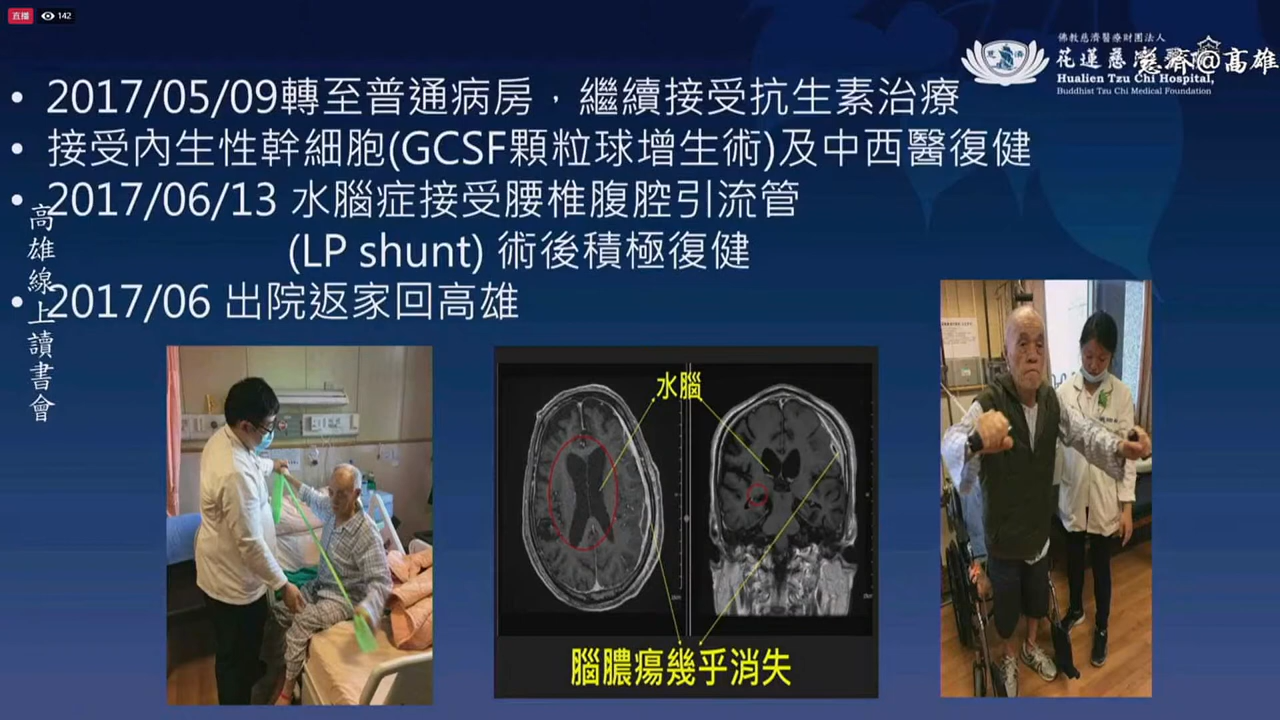 直播 142
佛教慈濟醫療財團法人
花蓮慈濟
慈濟@高雄
Hualien Tzu Chi Hospital,
Buddhist Tzu Chi Medical Foundation
• 2017/05/09轉至普通病房，繼續接受抗生素治療
• 接受內生性幹細胞(GCSF顆粒球增生術)及中西醫復健
• 2017/06/13 水腦症接受腰椎腹腔引流管
(LP shunt) 術後積極復健
• 2017/06 出院返家回高雄
高雄線上讀書會
水腦
腦膿瘍幾乎消失